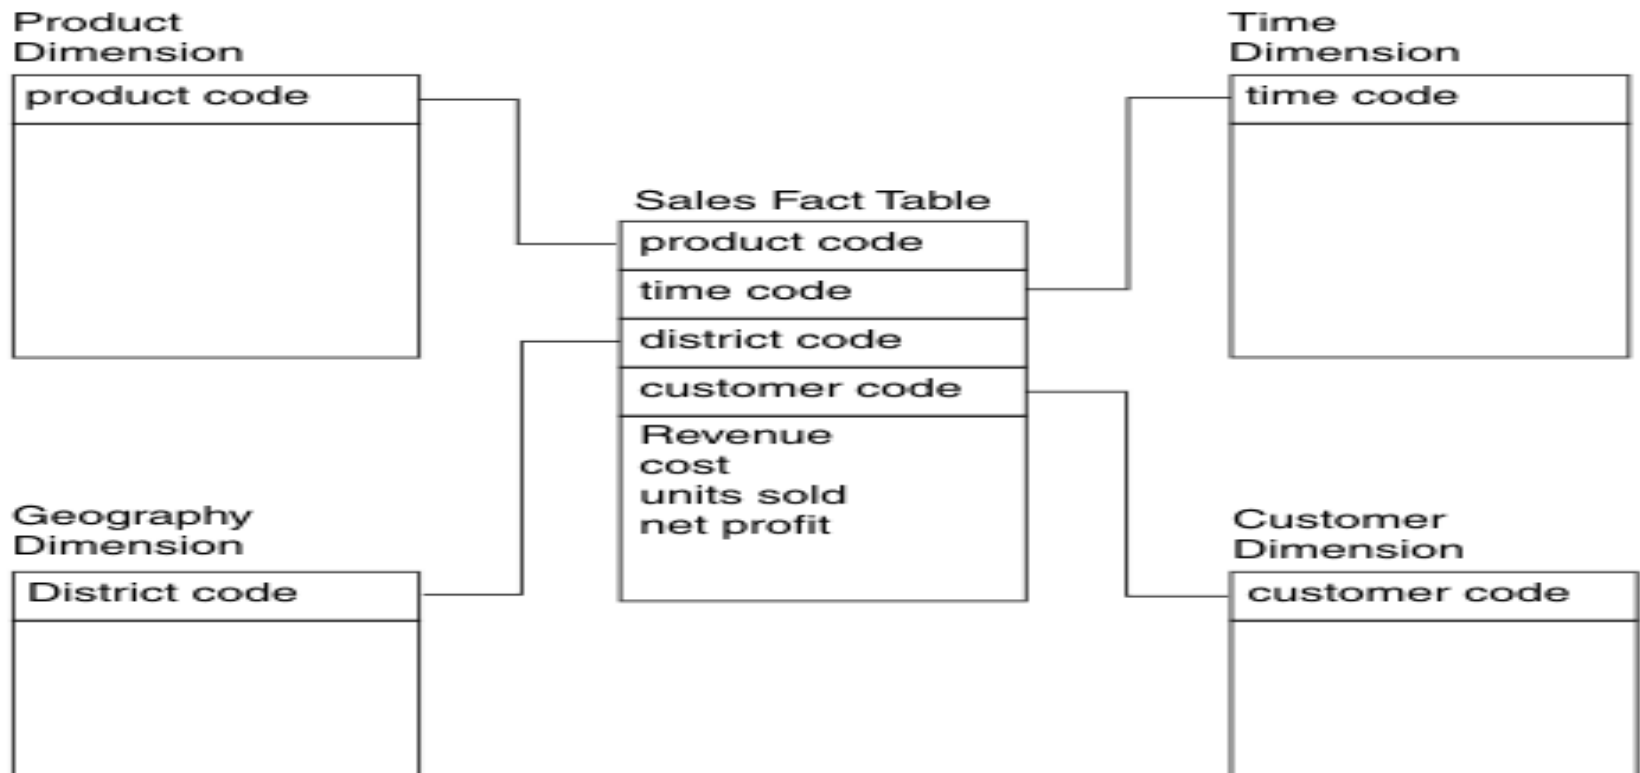 Product
Dimension
product code
Time
Dimension
time code
Sales Fact Table
product code
time code
district code
customer code
Revenue
cost
units sold
net profit
Geography
Dimension
District code
Customer
Dimension
customer code